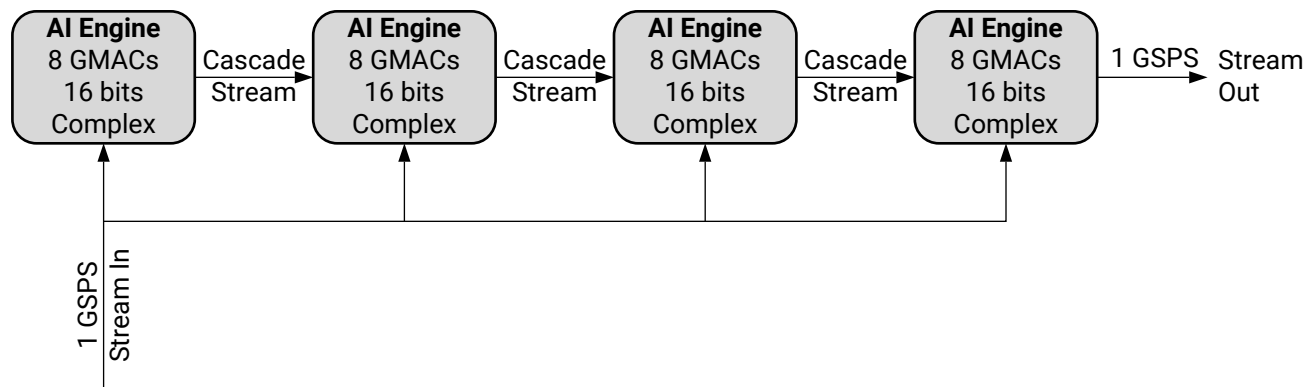 AI Engine
8 GMACs
16 bits
Complex
Cascade
Stream
AI Engine
8 GMACs
16 bits
Complex
Cascade
Stream
AI Engine
8 GMACs
16 bits
Complex
Cascade
Stream
AI Engine
8 GMACs
16 bits
Complex
1 GSPS
Stream
Out
1 GSPS
Stream In